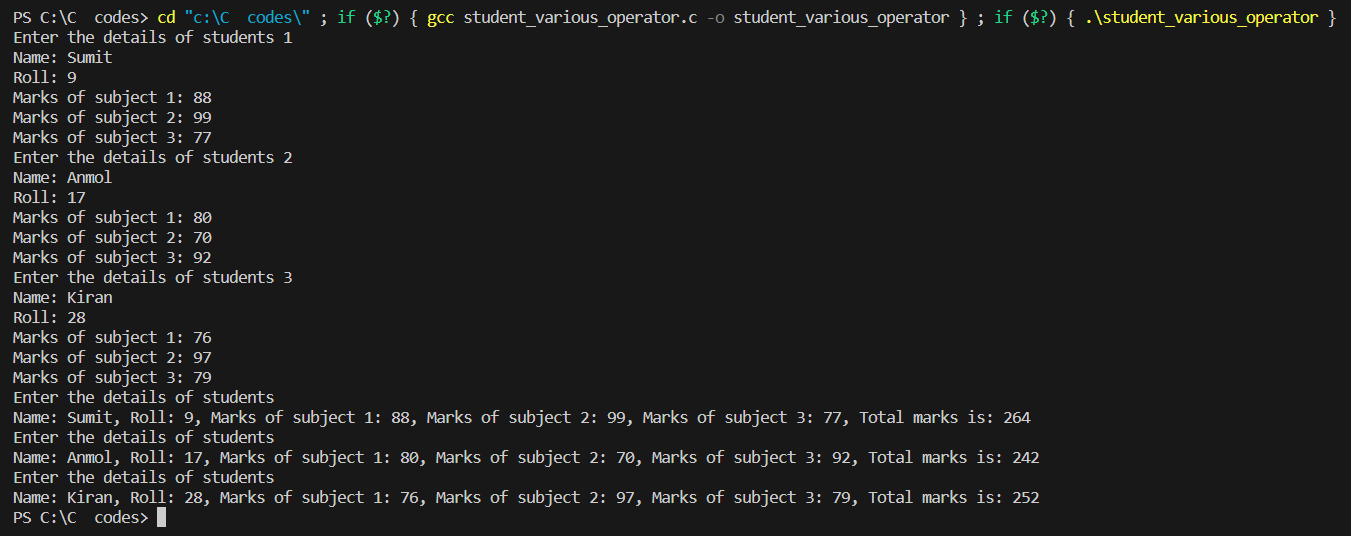 PS C:\C  codes> cd "c:\C  codes\" ; if ($?) { gcc student_various_operator.c -o student_various_operator } ; if ($?) { .\student_various_operator }
Enter the details of students 1
Name: Sumit
Roll: 9
Marks of subject 1: 88
Marks of subject 2: 99
Marks of subject 3: 77
Enter the details of students 2
Name: Anmol
Roll: 17
Marks of subject 1: 80
Marks of subject 2: 70
Marks of subject 3: 92
Enter the details of students 3
Name: Kiran
Roll: 28
Marks of subject 1: 76
Marks of subject 2: 97
Marks of subject 3: 79
Enter the details of students
Name: Sumit, Roll: 9, Marks of subject 1: 88, Marks of subject 2: 99, Marks of subject 3: 77, Total marks is: 264
Enter the details of students
Name: Anmol, Roll: 17, Marks of subject 1: 80, Marks of subject 2: 70, Marks of subject 3: 92, Total marks is: 242
Enter the details of students
Name: Kiran, Roll: 28, Marks of subject 1: 76, Marks of subject 2: 97, Marks of subject 3: 79, Total marks is: 252
PS C:\C  codes>